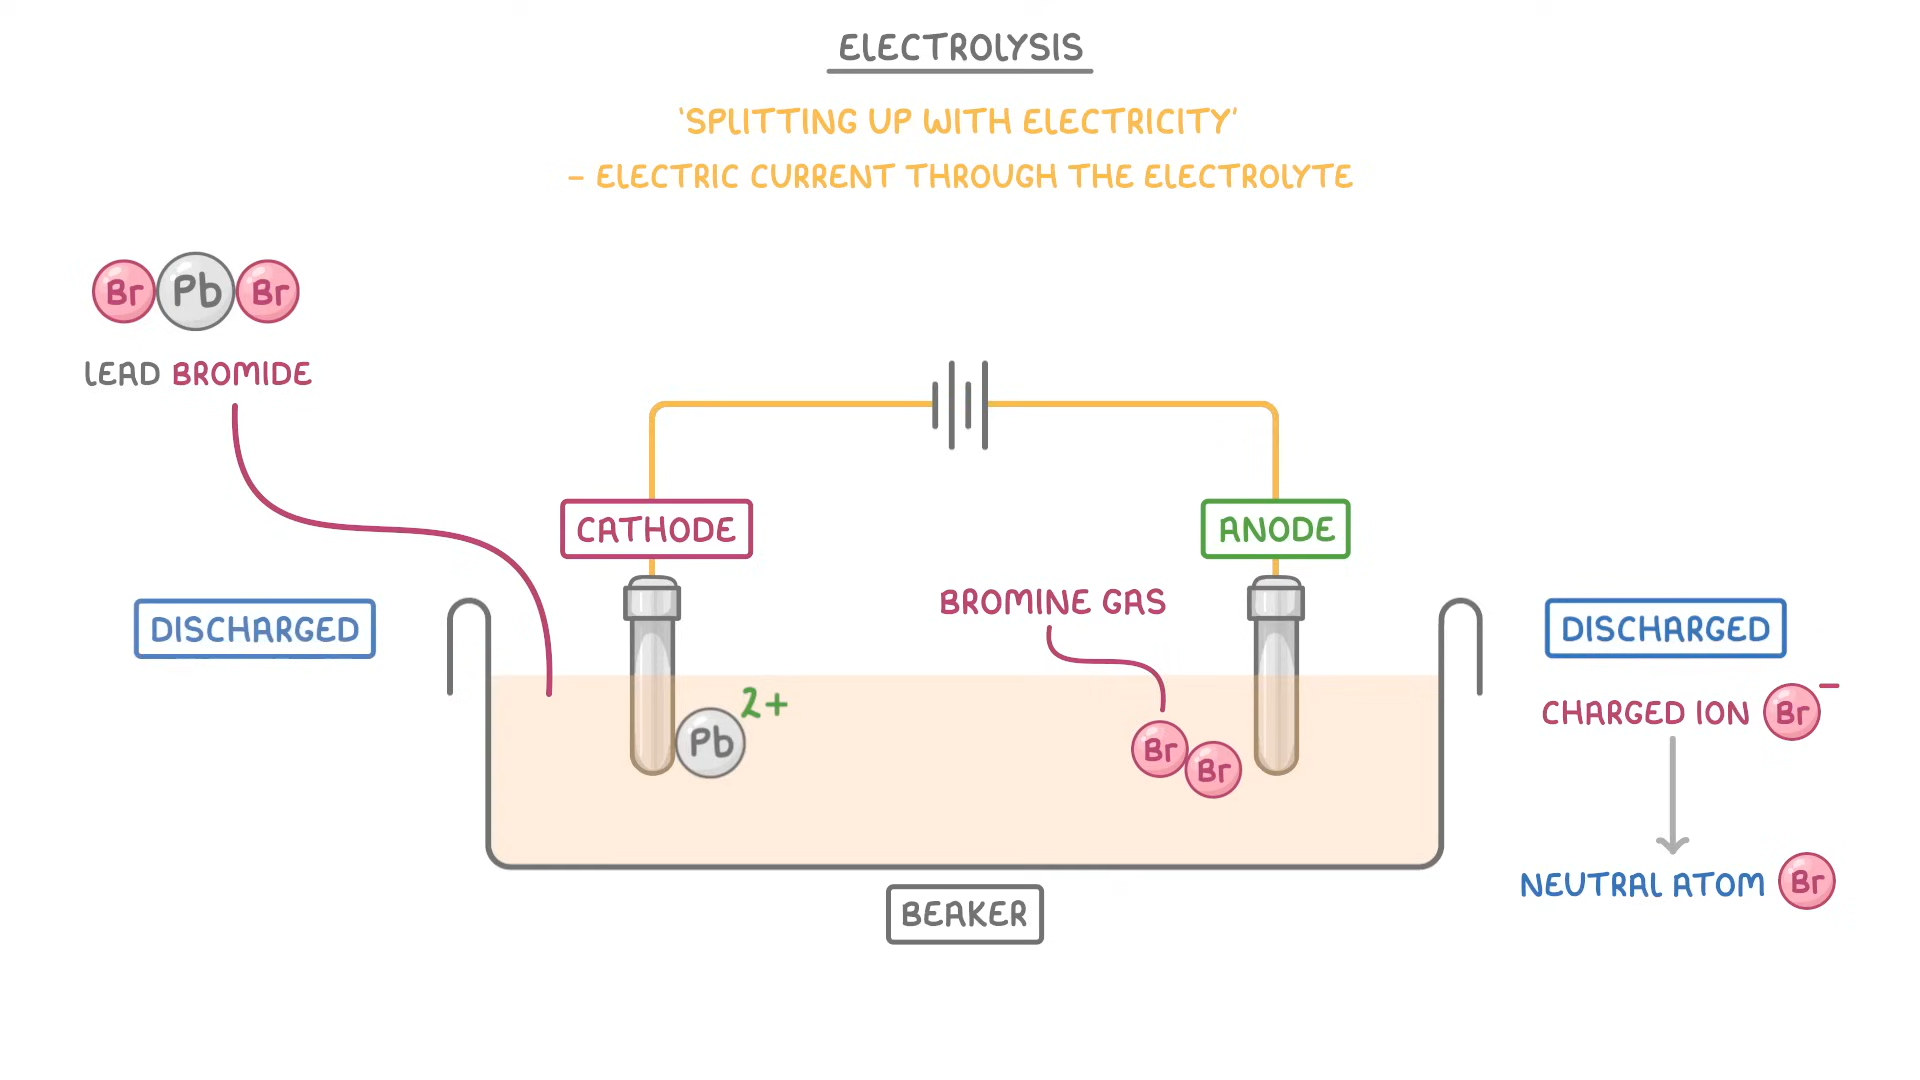 ELECTROLYSIS
'SPLITTING UP WITH ELECTRICITY'
– ELECTRIC CURRENT THROUGH THE ELECTROLYTE
Br Pb Br
LEAD BROMIDE
CATHODE
ANODE
BROMINE GAS
DISCHARGED
DISCHARGED
Pb 2+
Br Br
CHARGED ION Br –
NEUTRAL ATOM Br
BEAKER